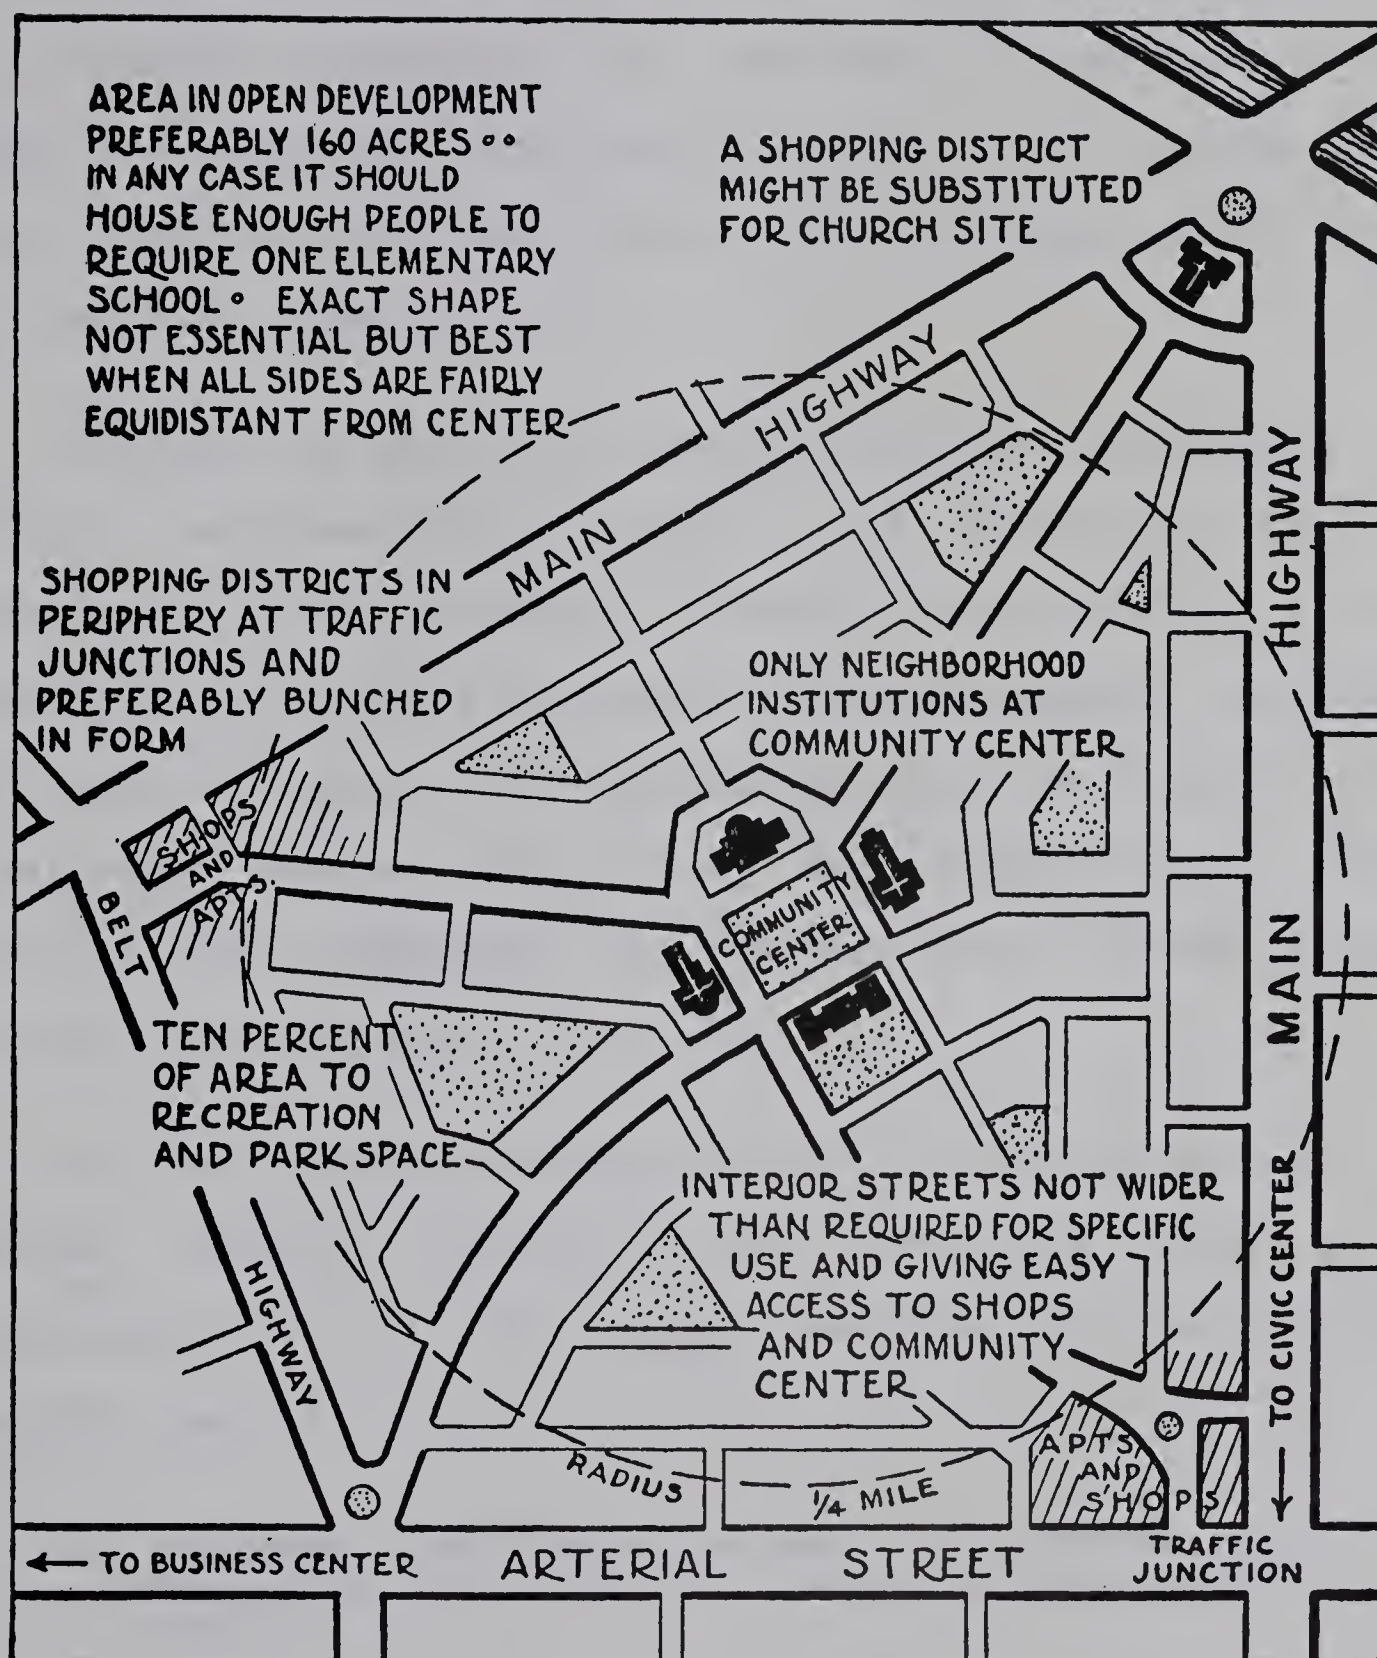 AREA IN OPEN DEVELOPMENT
PREFERABLY 160 ACRES ∘∘
IN ANY CASE IT SHOULD
HOUSE ENOUGH PEOPLE TO
REQUIRE ONE ELEMENTARY
SCHOOL ∘ EXACT SHAPE
NOT ESSENTIAL BUT BEST
WHEN ALL SIDES ARE FAIRLY
EQUIDISTANT FROM CENTER
A SHOPPING DISTRICT
MIGHT BE SUBSTITUTED
FOR CHURCH SITE
MAIN HIGHWAY
SHOPPING DISTRICTS IN
PERIPHERY AT TRAFFIC
JUNCTIONS AND
PREFERABLY BUNCHED
IN FORM
ONLY NEIGHBORHOOD
INSTITUTIONS AT
COMMUNITY CENTER
MAIN HIGHWAY
SHOPS
AND
APTS.
BELT
HIGHWAY
COMMUNITY
CENTER
TEN PERCENT
OF AREA TO
RECREATION
AND PARK SPACE
INTERIOR STREETS NOT WIDER
THAN REQUIRED FOR SPECIFIC
USE AND GIVING EASY
ACCESS TO SHOPS
AND COMMUNITY
CENTER
TO CIVIC CENTER
RADIUS 1/4 MILE
APTS
AND
SHOPS
TRAFFIC
JUNCTION
← TO BUSINESS CENTER
ARTERIAL STREET